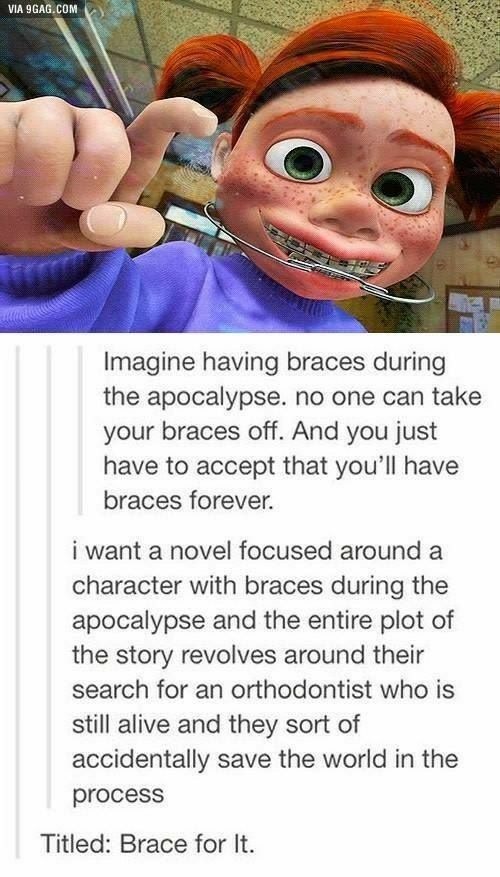 VIA 9GAG.COM
Imagine having braces during
the apocalypse. no one can take
your braces off. And you just
have to accept that you'll have
braces forever.
i want a novel focused around a
character with braces during the
apocalypse and the entire plot of
the story revolves around their
search for an orthodontist who is
still alive and they sort of
accidentally save the world in the
process
Titled: Brace for It.